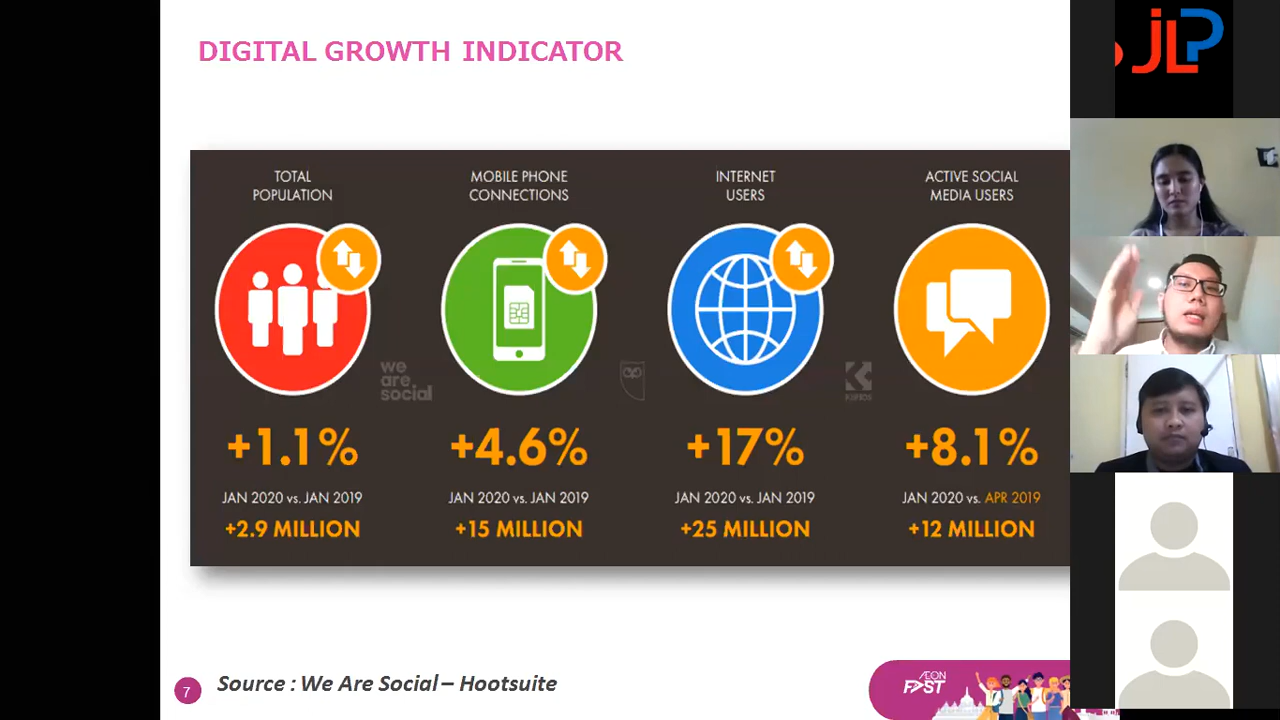 DIGITAL GROWTH INDICATOR
TOTAL
POPULATION
MOBILE PHONE
CONNECTIONS
INTERNET
USERS
ACTIVE SOCIAL
MEDIA USERS
we
are
social
KEPIOS
+1.1%
+4.6%
+17%
+8.1%
JAN 2020 vs. JAN 2019
JAN 2020 vs. JAN 2019
JAN 2020 vs. JAN 2019
JAN 2020 vs. APR 2019
+2.9 MILLION
+15 MILLION
+25 MILLION
+12 MILLION
7
Source : We Are Social – Hootsuite
ÆON
FAST
JLP